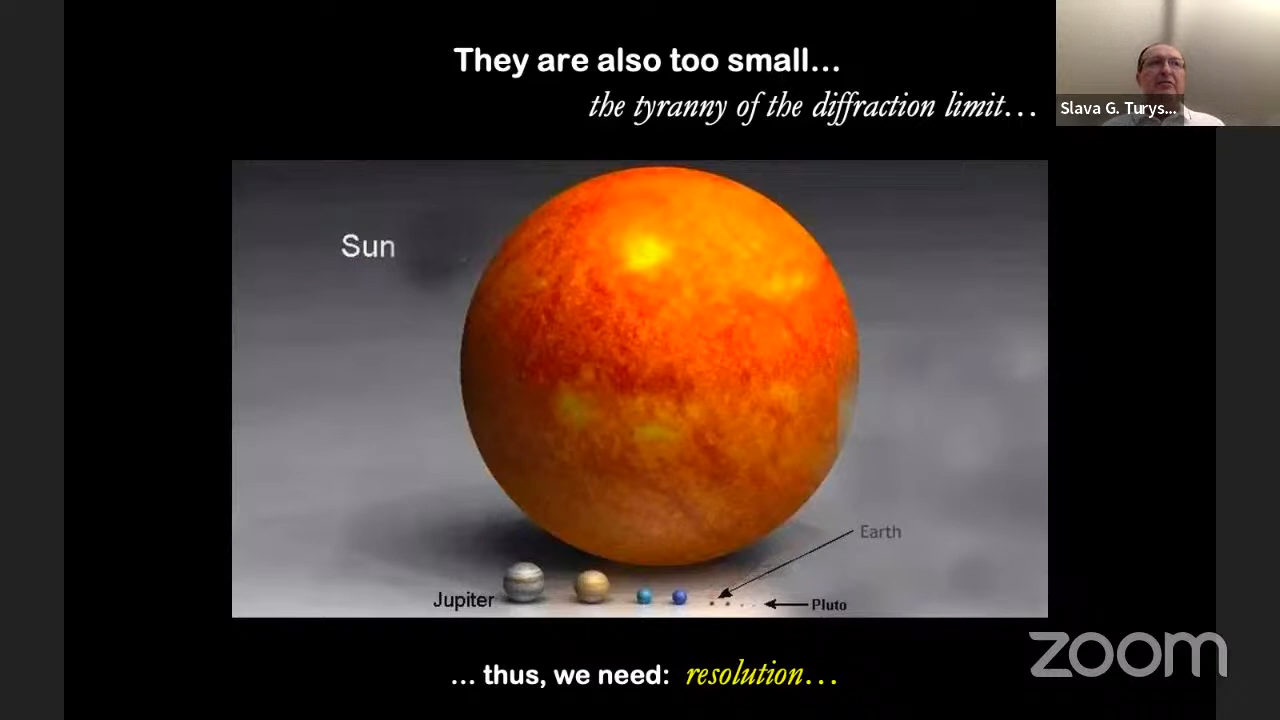 They are also too small...
the tyranny of the diffraction limit...
Slava G. Turys...
Sun
Earth
Jupiter
Pluto
... thus, we need: resolution...
zoom